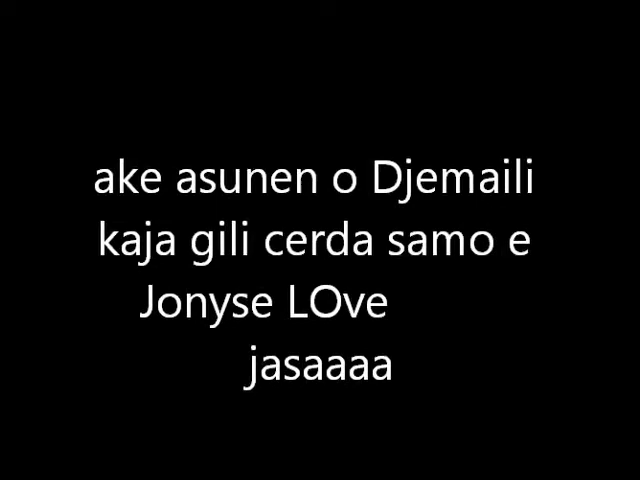 ake asunen o Djemaili
kaja gili cerda samo e
Jonyse LOve
jasaaaa